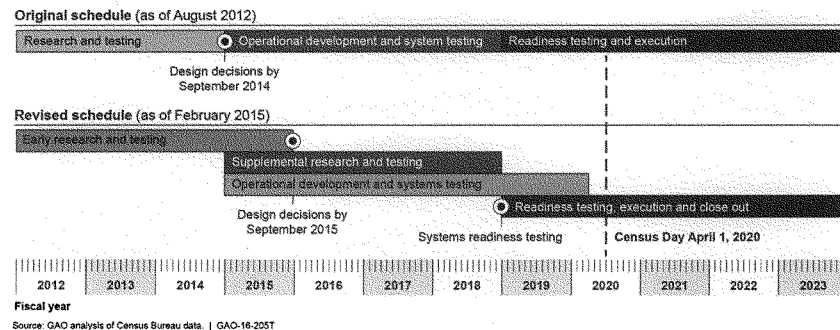 Original schedule (as of August 2012)
Research and testing
Operational development and system testing
Readiness testing and execution
Design decisions by
September 2014
Revised schedule (as of February 2015)
Early research and testing
Supplemental research and testing
Operational development and systems testing
Design decisions by
September 2015
Readiness testing, execution and close out
Systems readiness testing
Census Day April 1, 2020
2012 2013 2014 2015 2016 2017 2018 2019 2020 2021 2022 2023
Fiscal year
Source: GAO analysis of Census Bureau data. | GAO-16-205T